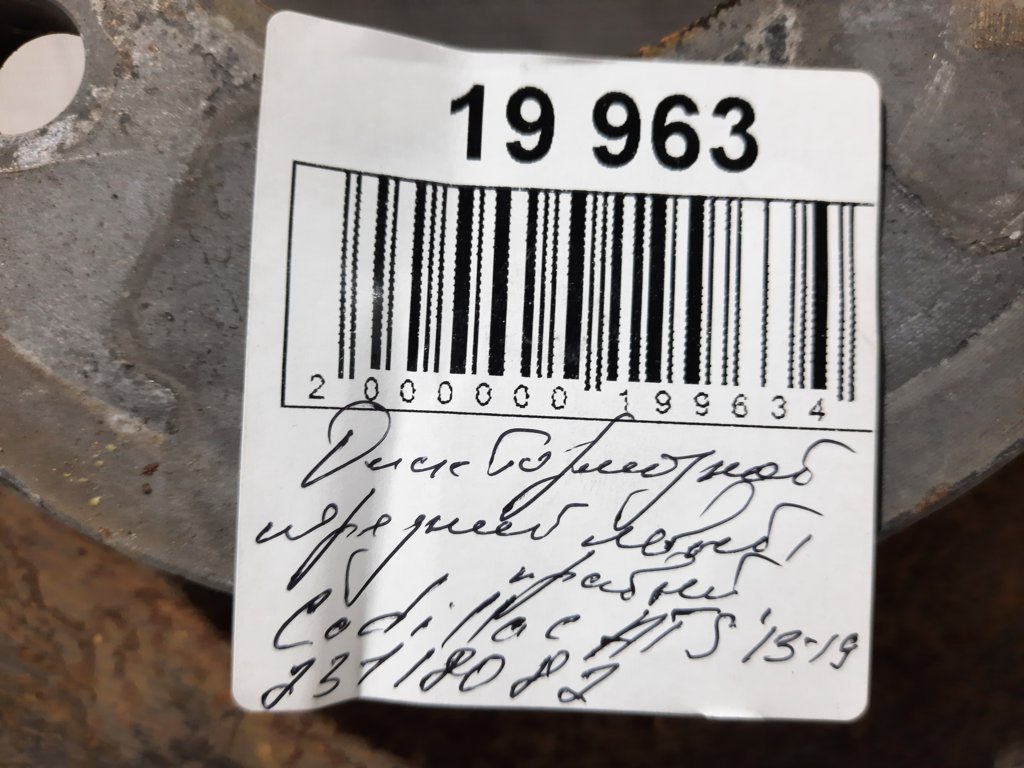 19 963
2 000000 199634
Диск тормозной
передний левый,
правый
Cadillac ATS '13-19
23118082